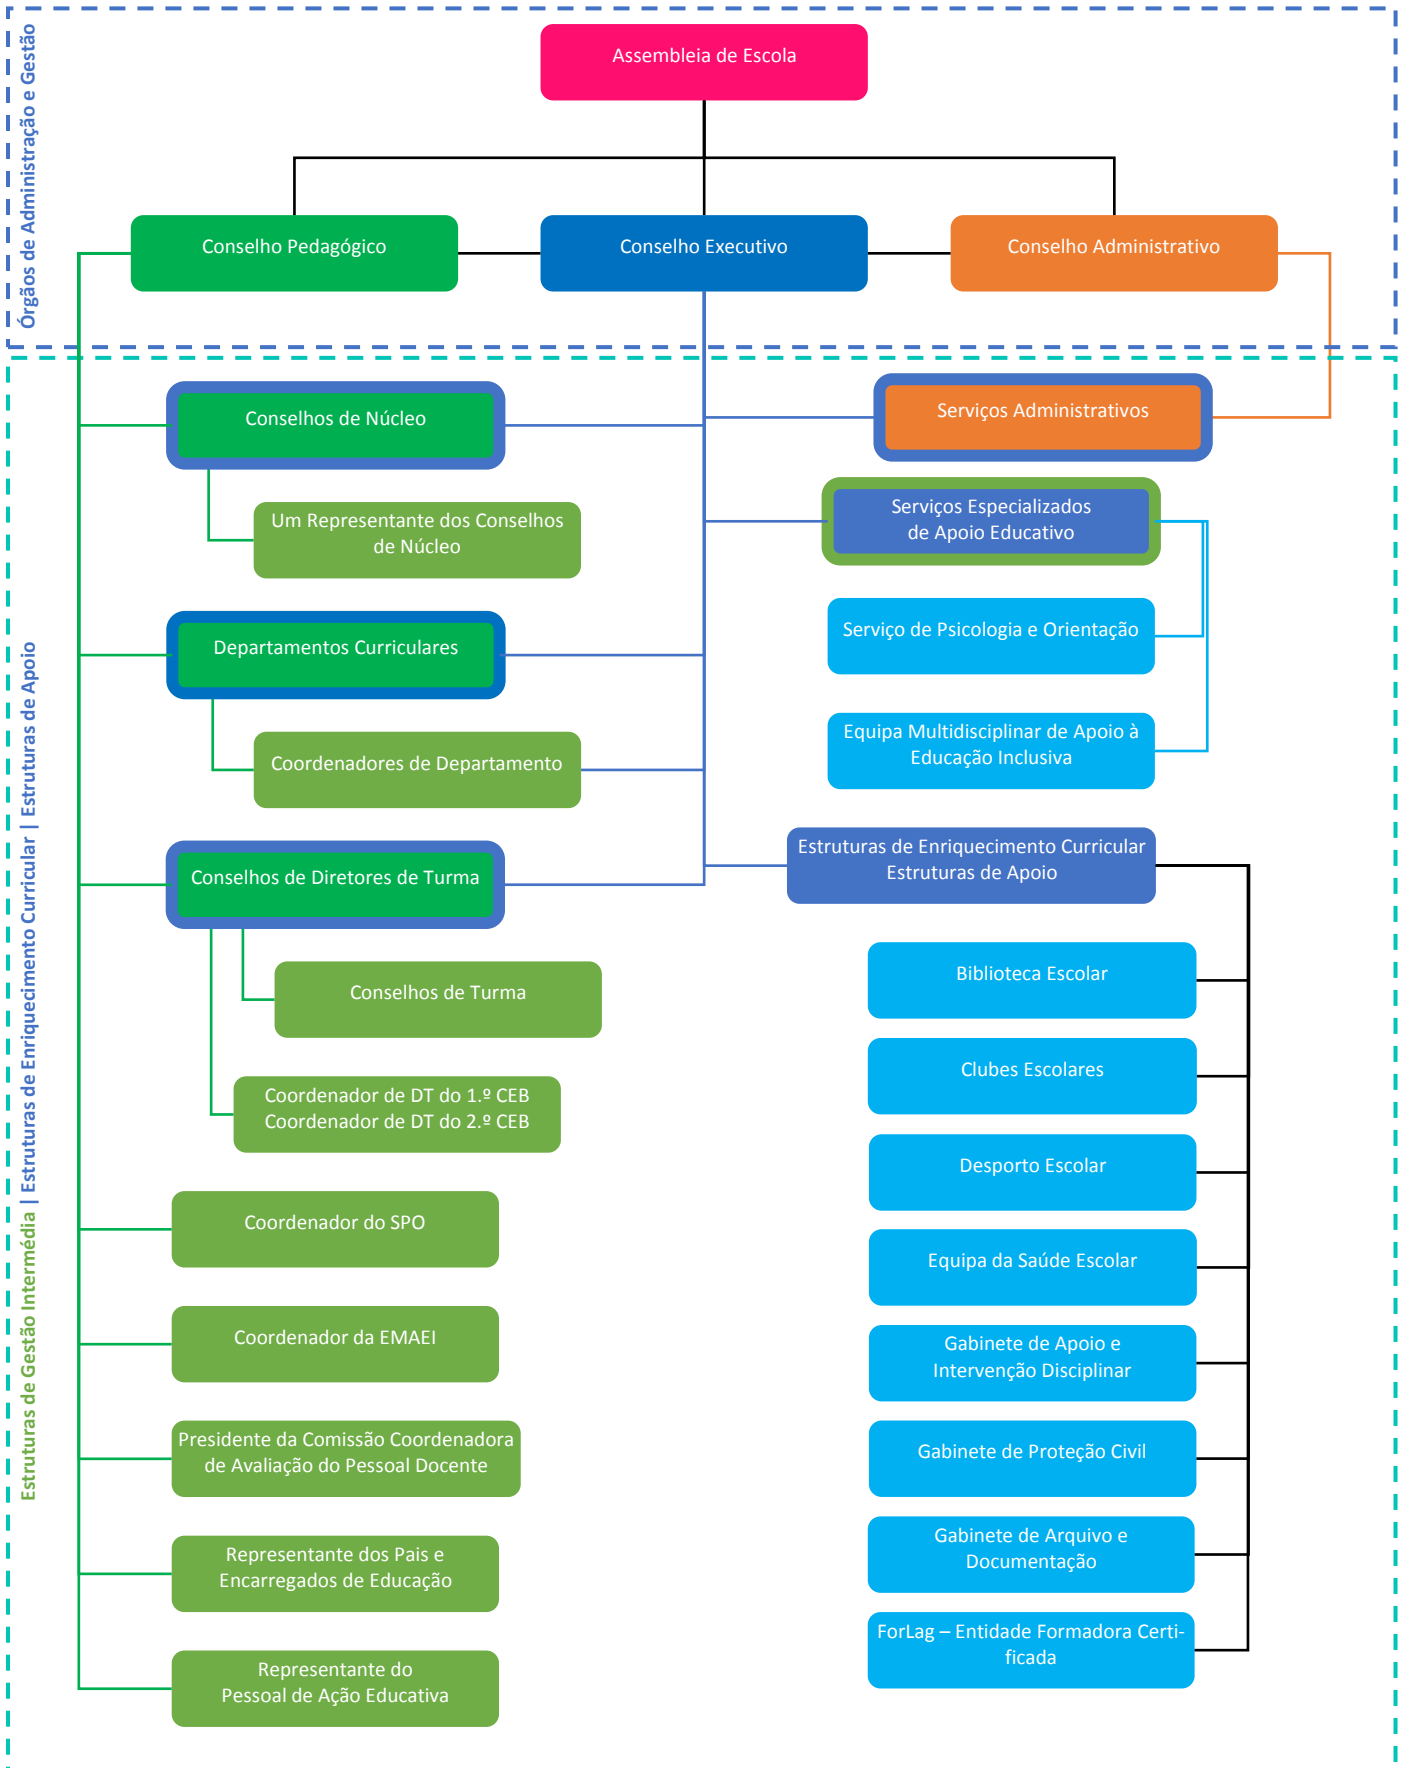 Órgãos de Administração e Gestão
Assembleia de Escola
Conselho Pedagógico
Conselho Executivo
Conselho Administrativo
Estruturas de Gestão Intermédia | Estruturas de Enriquecimento Curricular | Estruturas de Apoio
Conselhos de Núcleo
Um Representante dos Conselhos
de Núcleo
Departamentos Curriculares
Coordenadores de Departamento
Conselhos de Diretores de Turma
Conselhos de Turma
Coordenador de DT do 1.º CEB
Coordenador de DT do 2.º CEB
Coordenador do SPO
Coordenador da EMAEI
Presidente da Comissão Coordenadora
de Avaliação do Pessoal Docente
Representante dos Pais e
Encarregados de Educação
Representante do
Pessoal de Ação Educativa
Serviços Administrativos
Serviços Especializados
de Apoio Educativo
Serviço de Psicologia e Orientação
Equipa Multidisciplinar de Apoio à
Educação Inclusiva
Estruturas de Enriquecimento Curricular
Estruturas de Apoio
Biblioteca Escolar
Clubes Escolares
Desporto Escolar
Equipa da Saúde Escolar
Gabinete de Apoio e
Intervenção Disciplinar
Gabinete de Proteção Civil
Gabinete de Arquivo e
Documentação
ForLag – Entidade Formadora Certi-
ficada